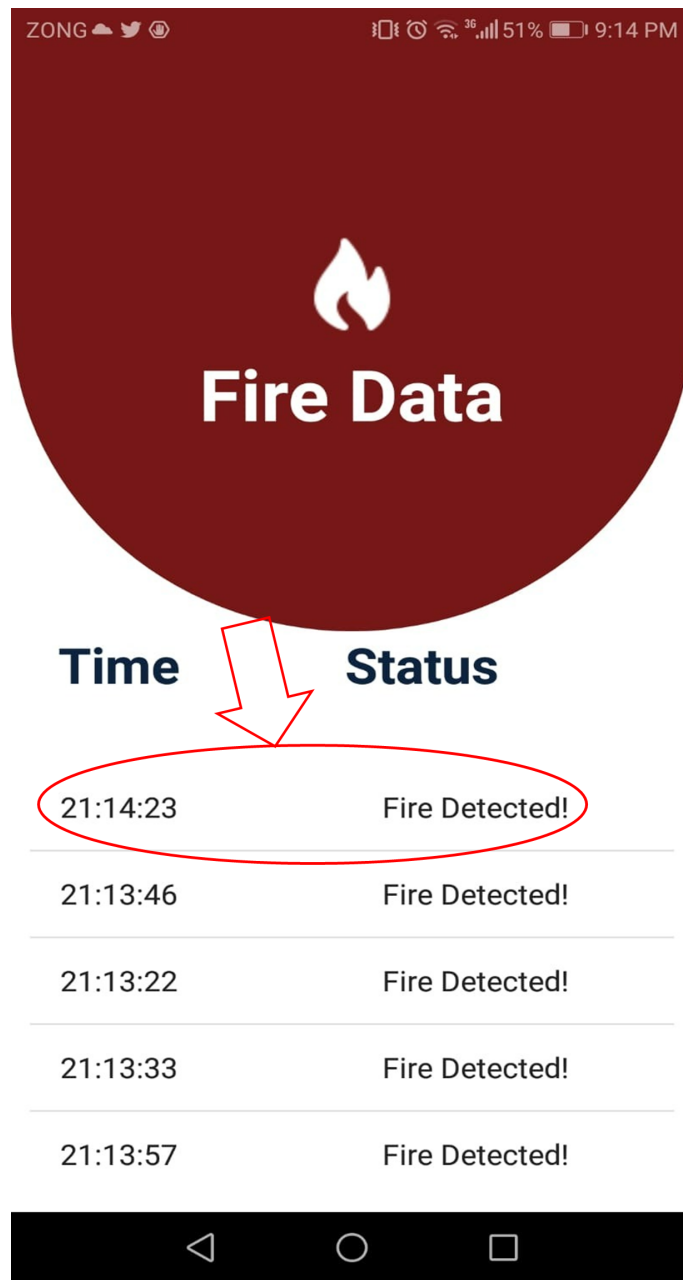 ZONG 3G 51% 9:14 PM
Fire Data
Time Status
21:14:23 Fire Detected!
21:13:46 Fire Detected!
21:13:22 Fire Detected!
21:13:33 Fire Detected!
21:13:57 Fire Detected!